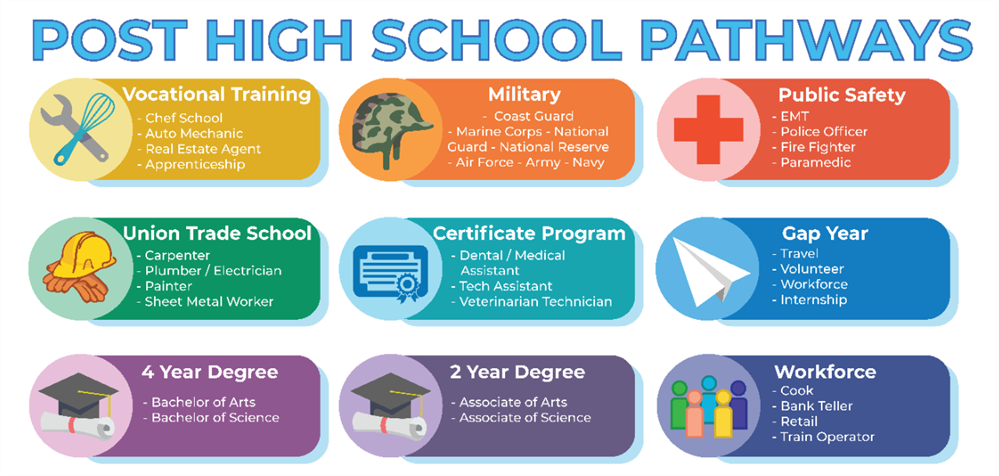 POST HIGH SCHOOL PATHWAYS
Vocational Training
- Chef School
- Auto Mechanic
- Real Estate Agent
- Apprenticeship
Military
- Coast Guard
- Marine Corps - National
Guard - National Reserve
- Air Force - Army - Navy
Public Safety
- EMT
- Police Officer
- Fire Fighter
- Paramedic
Union Trade School
- Carpenter
- Plumber / Electrician
- Painter
- Sheet Metal Worker
Certificate Program
- Dental / Medical
Assistant
- Tech Assistant
- Veterinarian Technician
Gap Year
- Travel
- Volunteer
- Workforce
- Internship
4 Year Degree
- Bachelor of Arts
- Bachelor of Science
2 Year Degree
- Associate of Arts
- Associate of Science
Workforce
- Cook
- Bank Teller
- Retail
- Train Operator